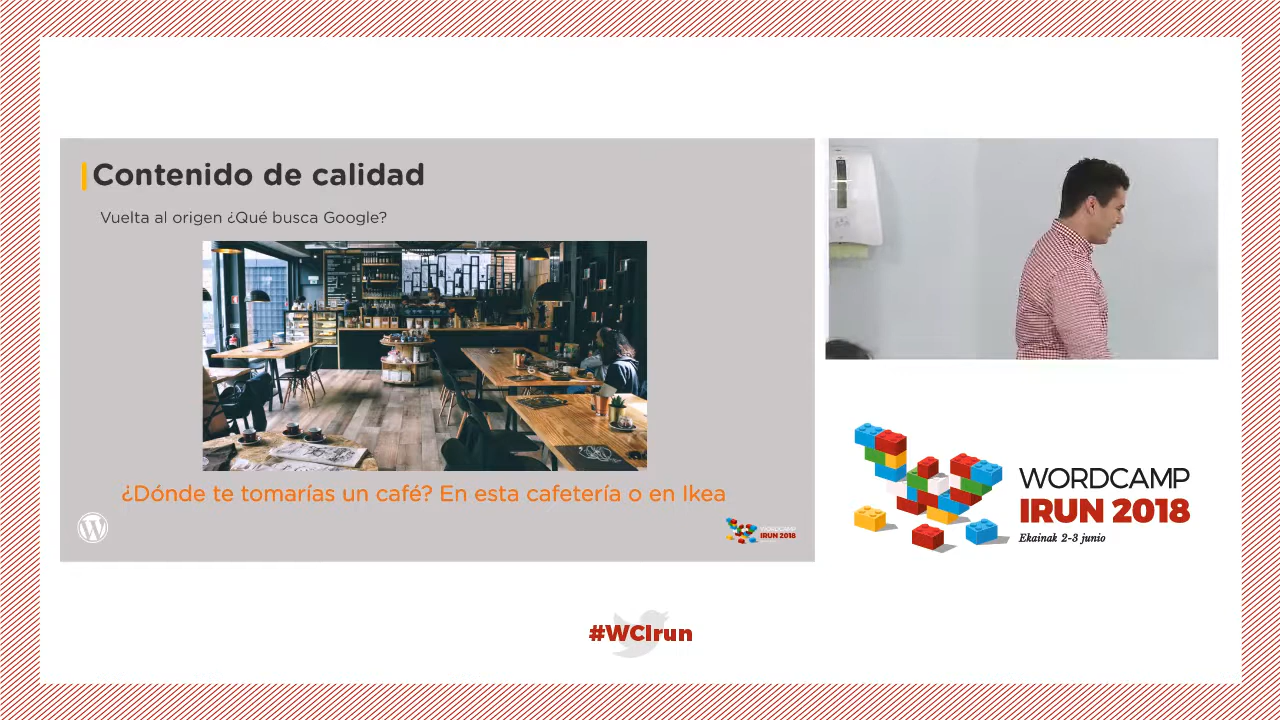 Contenido de calidad
Vuelta al origen ¿Qué busca Google?
¿Dónde te tomarías un café? En esta cafetería o en Ikea
WORDCAMP
IRUN 2018
WORDCAMP
IRUN 2018
Ekainak 2-3 junio
#WCIrun